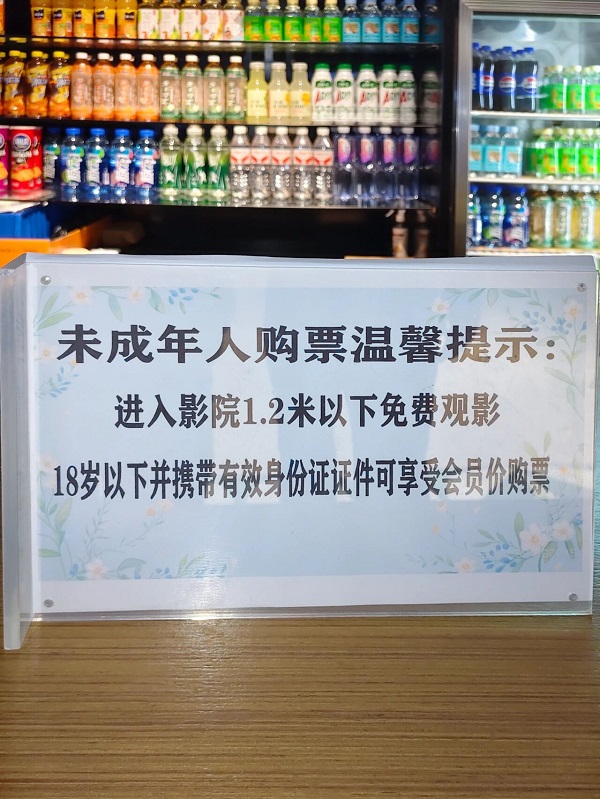 未成年人购票温馨提示:
进入影院1.2米以下免费观影
18岁以下并携带有效身份证证件可享受会员价购票